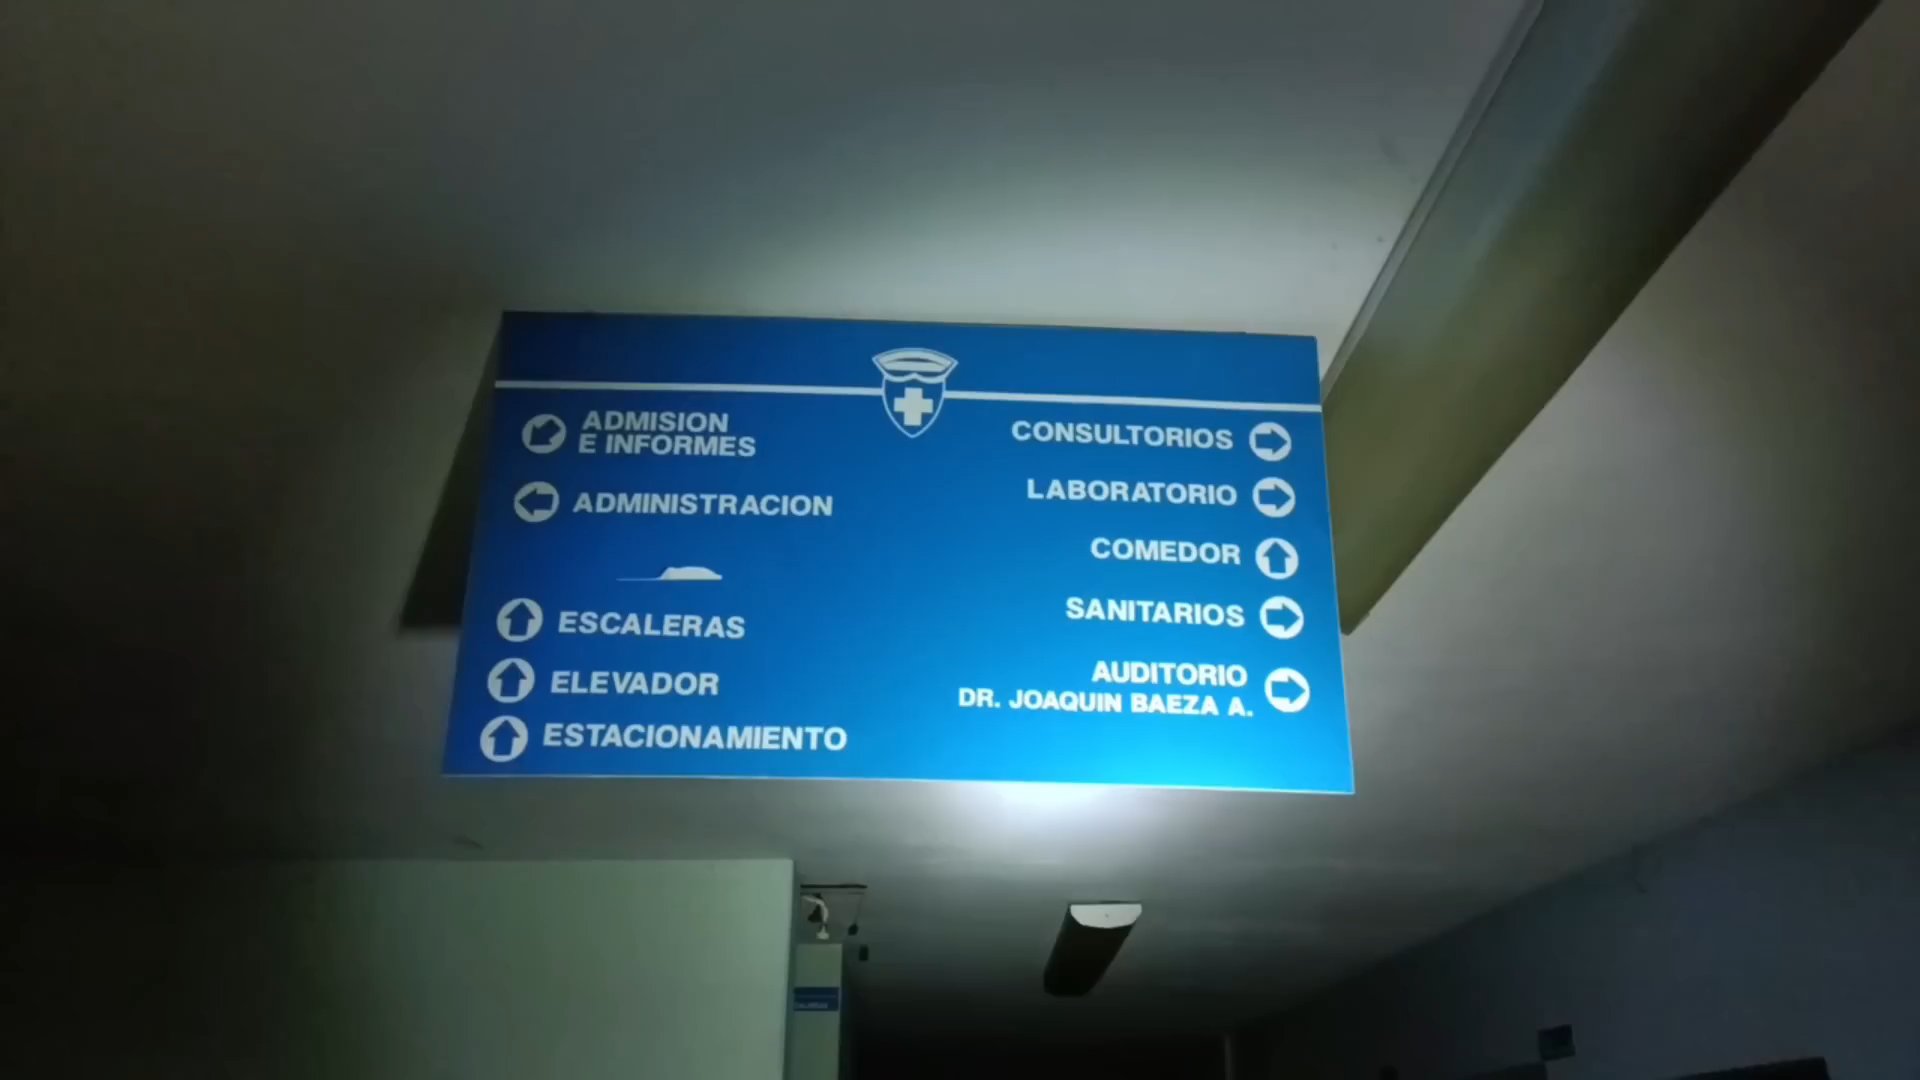 ADMISION
E INFORMES
ADMINISTRACION
ESCALERAS
ELEVADOR
ESTACIONAMIENTO
CONSULTORIOS
LABORATORIO
COMEDOR
SANITARIOS
AUDITORIO
DR. JOAQUIN BAEZA A.